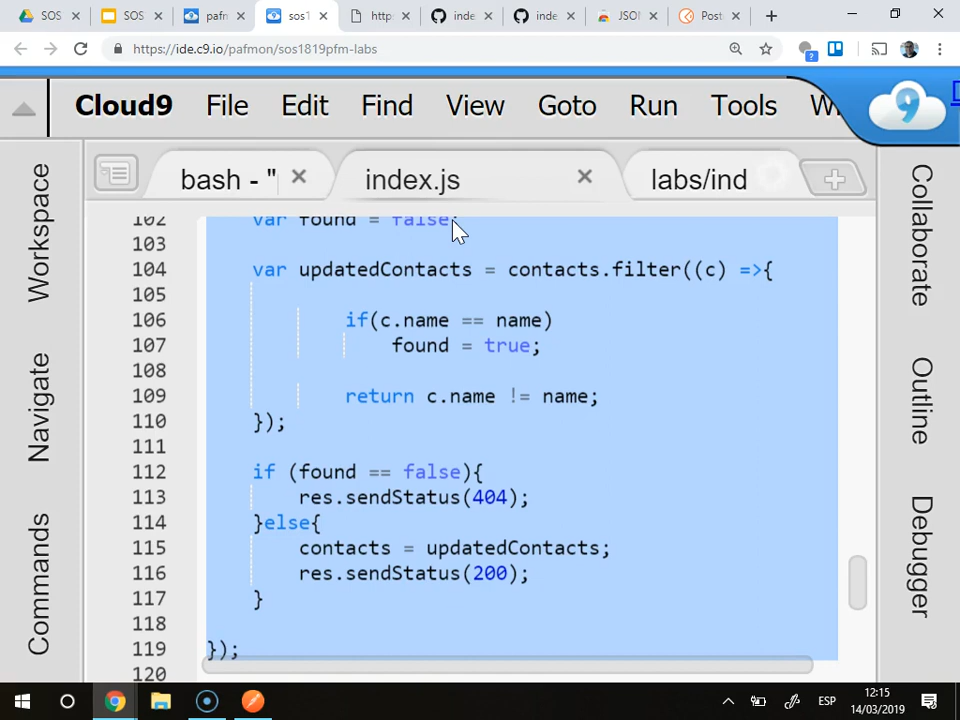 SOS
SOS
pafm
sos1
http
inde
inde
JSON
Post
https://ide.c9.io/pafmon/sos1819pfm-labs
Cloud9 File Edit Find View Goto Run Tools
bash - "
index.js
labs/ind
Workspace
Navigate
Commands
Collaborate
Outline
Debugger
102 var found = false;
103
104 var updatedContacts = contacts.filter((c) =>{
105
106 if(c.name == name)
107 found = true;
108
109 return c.name != name;
110 });
111
112 if (found == false){
113 res.sendStatus(404);
114 }else{
115 contacts = updatedContacts;
116 res.sendStatus(200);
117 }
118
119 });
120
ESP
12:15
14/03/2019